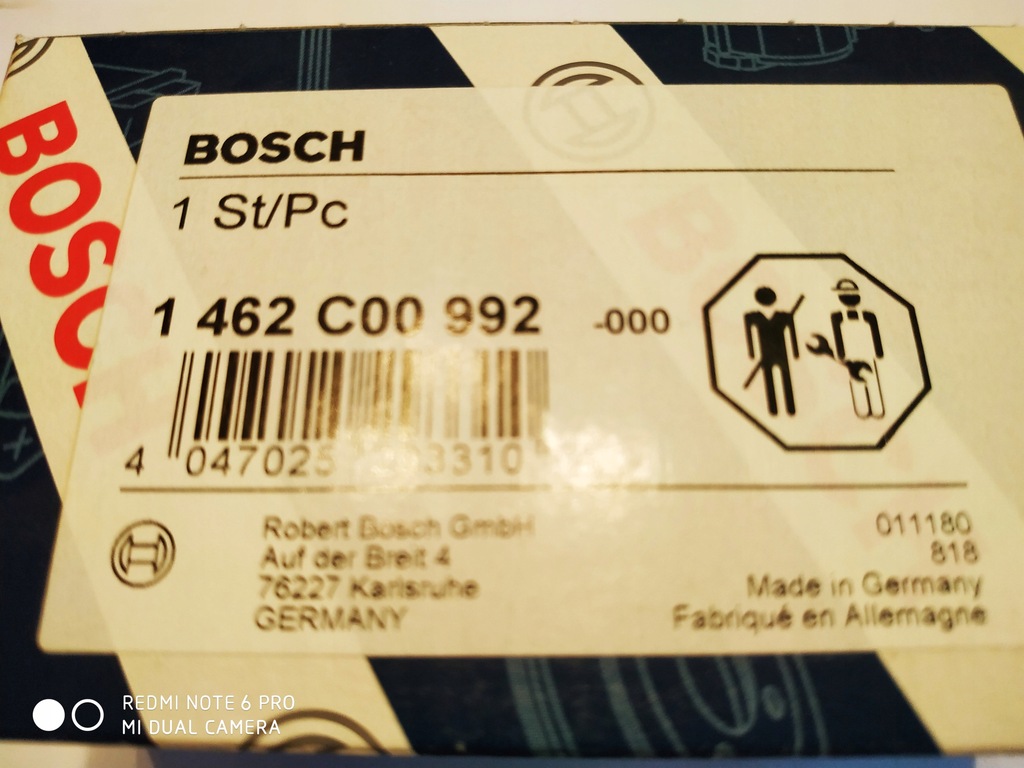 BOSCH
BOSCH
1 St/Pc
1 462 C00 992 -000
4
Robert Bosch GmbH
Auf der Breit 4
76227 Karlsruhe
GERMANY
011180
818
Made in Germany
Fabriqué en Allemagne
REDMI NOTE 6 PRO
MI DUAL CAMERA